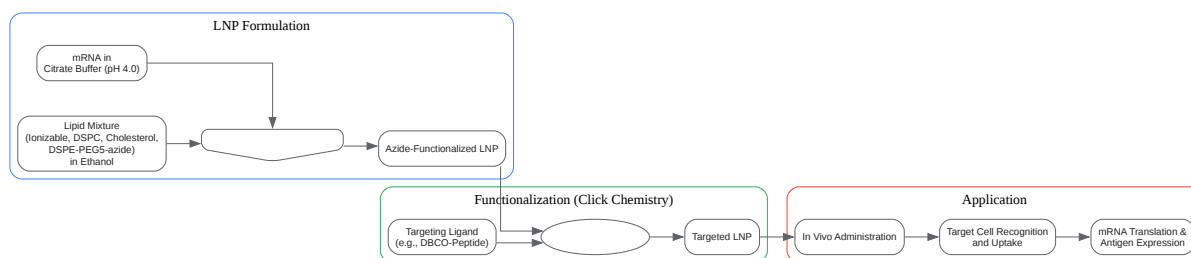 LNP Formulation
mRNA in
Citrate Buffer (pH 4.0)
Lipid Mixture
(Ionizable, DSPC, Cholesterol,
DSPE-PEG5-azide)
in Ethanol
Azide-Functionalized LNP
Functionalization (Click Chemistry)
Targeting Ligand
(e.g., DBCO-Peptide)
Targeted LNP
Application
In Vivo Administration
Target Cell Recognition
and Uptake
mRNA Translation &
Antigen Expression